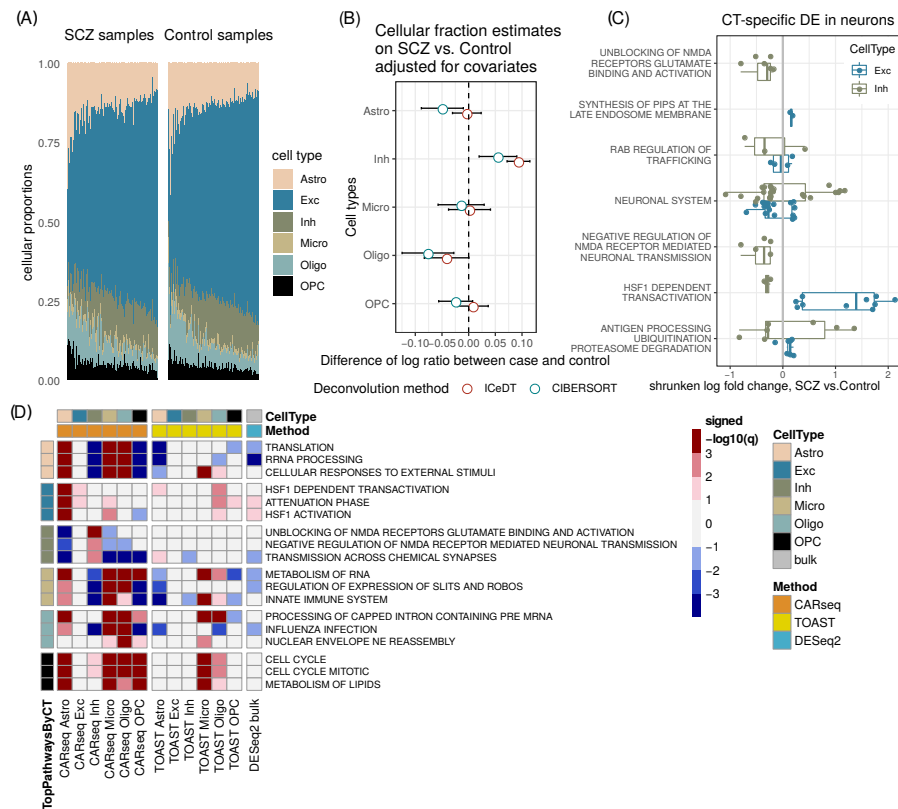 (A)
SCZ samples
Control samples
1.00
0.75
0.50
0.25
0.00
cellular proportions
cell type
Astro
Exc
Inh
Micro
Oligo
OPC
(B)
Cellular fraction estimates
on SCZ vs. Control
adjusted for covariates
Cell types
Astro
Inh
Micro
Oligo
OPC
-0.10
-0.05
0.00
0.05
0.10
Difference of log ratio between case and control
Deconvolution method
ICeDT
CIBERSORT
(C)
CT-specific DE in neurons
UNBLOCKING OF NMDA
RECEPTORS GLUTAMATE
BINDING AND ACTIVATION
SYNTHESIS OF PIPS AT THE
LATE ENDOSOME MEMBRANE
RAB REGULATION OF
TRAFFICKING
NEURONAL SYSTEM
NEGATIVE REGULATION OF
NMDA RECEPTOR MEDIATED
NEURONAL TRANSMISSION
HSF1 DEPENDENT
TRANSACTIVATION
ANTIGEN PROCESSING
UBIQUITINATION
PROTEASOME DEGRADATION
CellType
Exc
Inh
-1
0
1
2
shrunken log fold change, SCZ vs.Control
(D)
CellType
Method
TRANSLATION
RRNA PROCESSING
CELLULAR RESPONSES TO EXTERNAL STIMULI
HSF1 DEPENDENT TRANSACTIVATION
ATTENUATION PHASE
HSF1 ACTIVATION
UNBLOCKING OF NMDA RECEPTORS GLUTAMATE BINDING AND ACTIVATION
NEGATIVE REGULATION OF NMDA RECEPTOR MEDIATED NEURONAL TRANSMISSION
TRANSMISSION ACROSS CHEMICAL SYNAPSES
METABOLISM OF RNA
REGULATION OF EXPRESSION OF SLITS AND ROBOS
INNATE IMMUNE SYSTEM
PROCESSING OF CAPPED INTRON CONTAINING PRE MRNA
INFLUENZA INFECTION
NUCLEAR ENVELOPE NE REASSEMBLY
CELL CYCLE
CELL CYCLE MITOTIC
METABOLISM OF LIPIDS
TopPathwaysByCT
CARseq Astro
CARseq Exc
CARseq Inh
CARseq Micro
CARseq Oligo
CARseq OPC
TOAST Astro
TOAST Exc
TOAST Inh
TOAST Micro
TOAST Oligo
TOAST OPC
DESeq2 bulk
signed
-log10(q)
3
2
1
0
-1
-2
-3
CellType
Astro
Exc
Inh
Micro
Oligo
OPC
bulk
Method
CARseq
TOAST
DESeq2